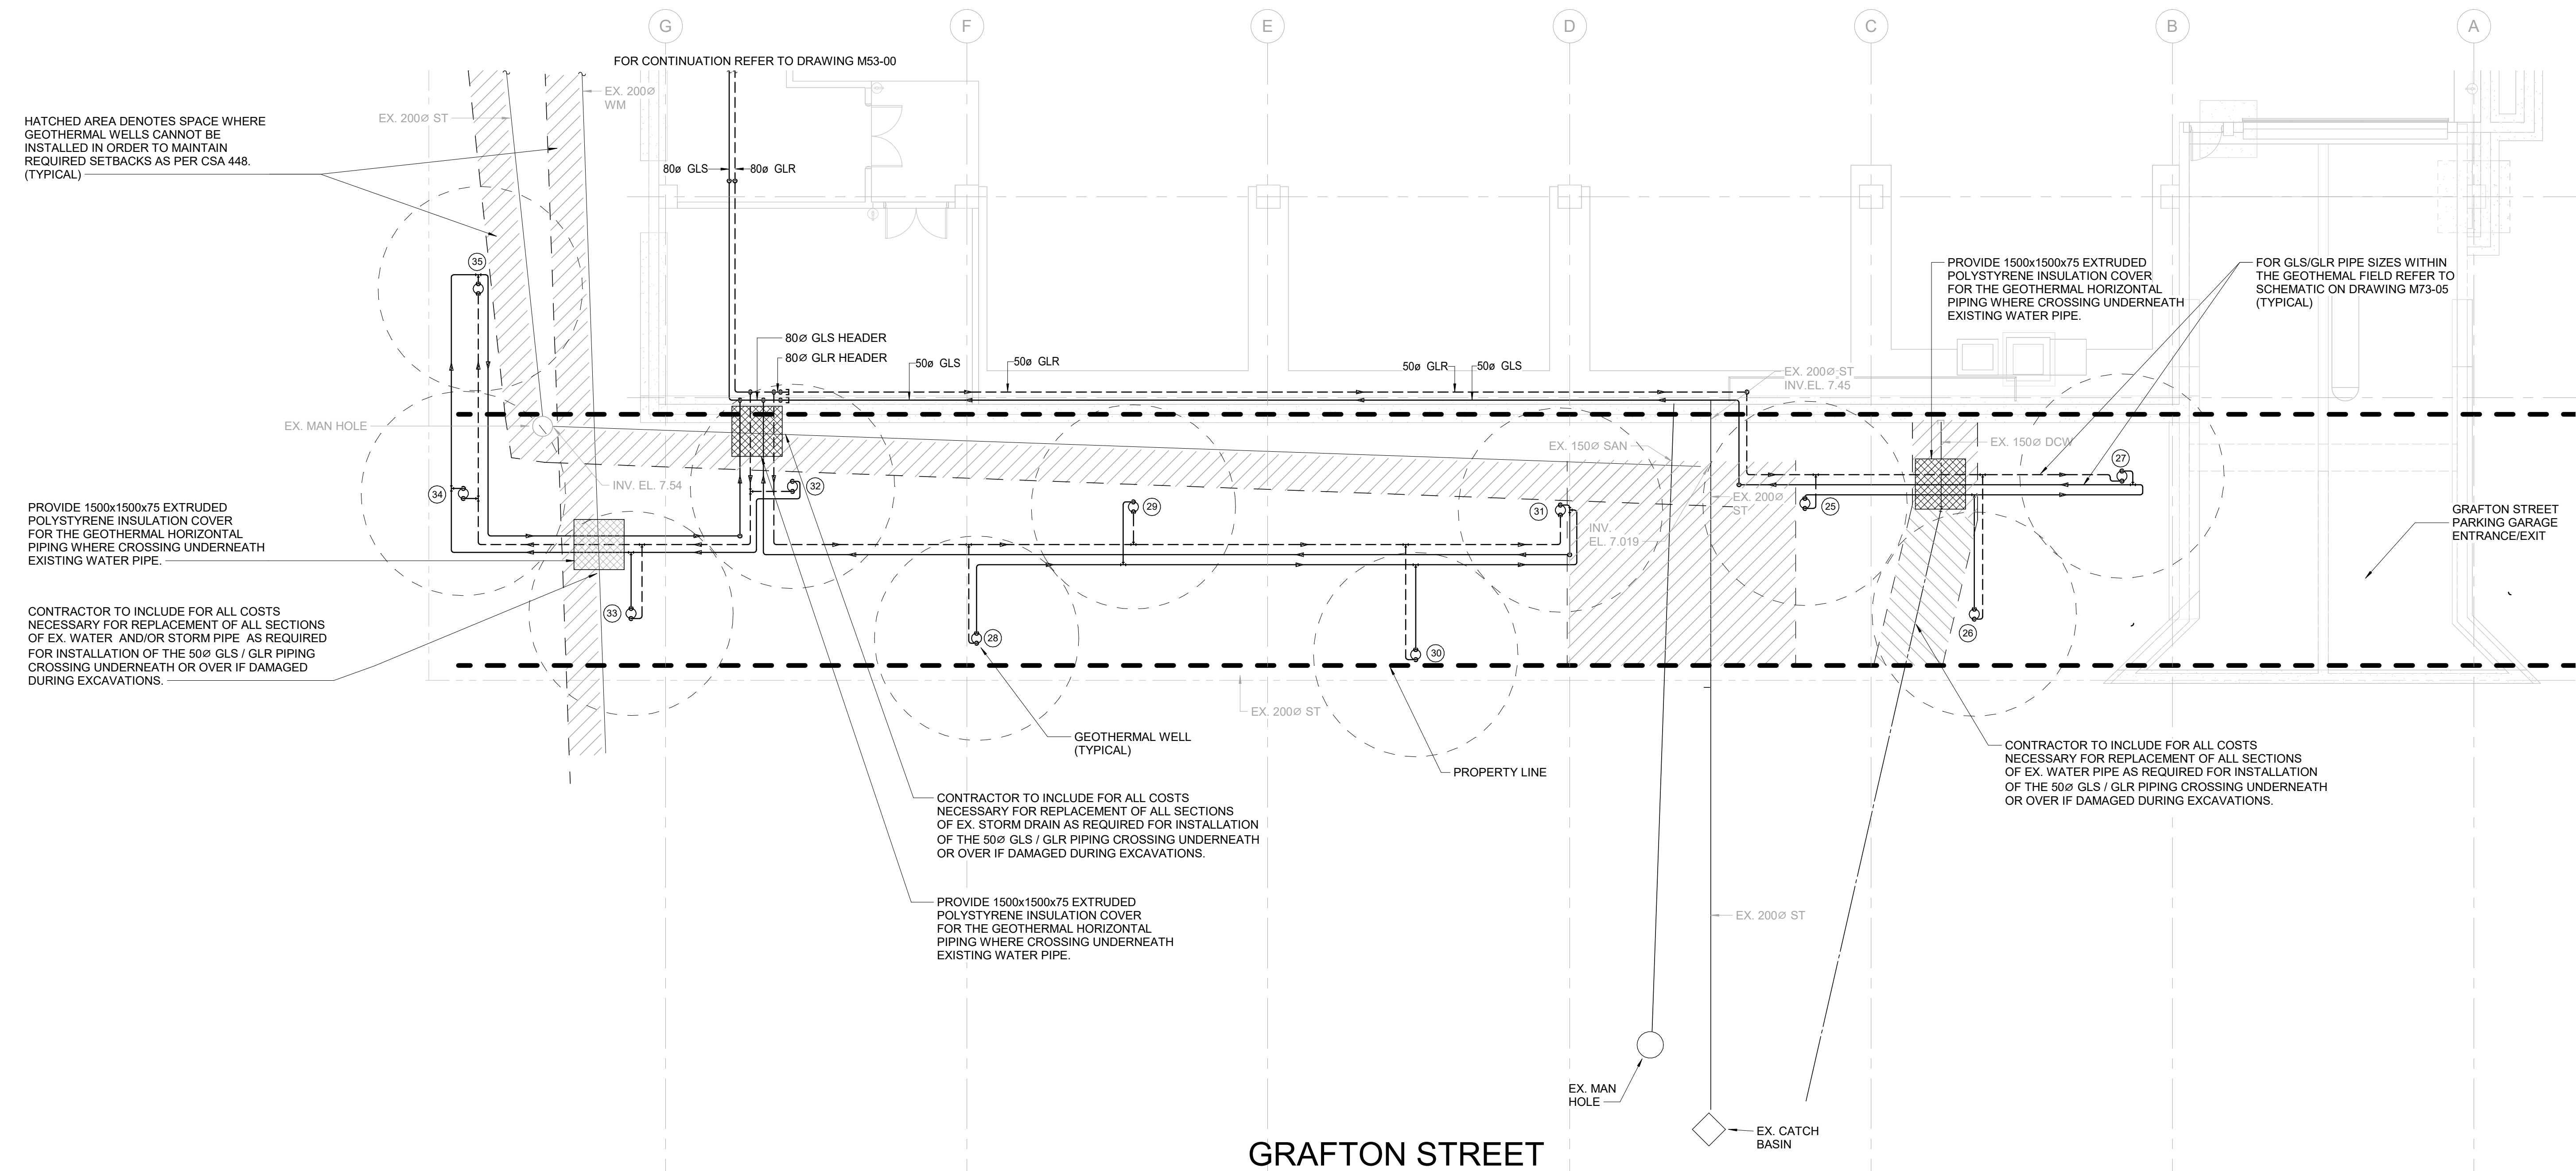 G
F
E
D
C
B
A
FOR CONTINUATION REFER TO DRAWING M53-00
EX. 200Ø
WM
EX. 200Ø ST
HATCHED AREA DENOTES SPACE WHERE
GEOTHERMAL WELLS CANNOT BE
INSTALLED IN ORDER TO MAINTAIN
REQUIRED SETBACKS AS PER CSA 448.
(TYPICAL)
80ø GLS
80ø GLR
35
PROVIDE 1500x1500x75 EXTRUDED
POLYSTYRENE INSULATION COVER
FOR THE GEOTHERMAL HORIZONTAL
PIPING WHERE CROSSING UNDERNEATH
EXISTING WATER PIPE.
FOR GLS/GLR PIPE SIZES WITHIN
THE GEOTHEMAL FIELD REFER TO
SCHEMATIC ON DRAWING M73-05
(TYPICAL)
80Ø GLS HEADER
80Ø GLR HEADER
50ø GLS
50ø GLR
50ø GLR
50ø GLS
EX. 200Ø ST
INV.EL. 7.45
EX. MAN HOLE
EX. 150Ø SAN
EX. 150Ø DCW
27
INV. EL. 7.54
34
32
29
31
EX. 200Ø
ST
25
INV.
EL. 7.019
PROVIDE 1500x1500x75 EXTRUDED
POLYSTYRENE INSULATION COVER
FOR THE GEOTHERMAL HORIZONTAL
PIPING WHERE CROSSING UNDERNEATH
EXISTING WATER PIPE.
GRAFTON STREET
PARKING GARAGE
ENTRANCE/EXIT
CONTRACTOR TO INCLUDE FOR ALL COSTS
NECESSARY FOR REPLACEMENT OF ALL SECTIONS
OF EX. WATER AND/OR STORM PIPE AS REQUIRED
FOR INSTALLATION OF THE 50Ø GLS / GLR PIPING
CROSSING UNDERNEATH OR OVER IF DAMAGED
DURING EXCAVATIONS.
33
28
30
26
EX. 200Ø ST
GEOTHERMAL WELL
(TYPICAL)
PROPERTY LINE
CONTRACTOR TO INCLUDE FOR ALL COSTS
NECESSARY FOR REPLACEMENT OF ALL SECTIONS
OF EX. WATER PIPE AS REQUIRED FOR INSTALLATION
OF THE 50Ø GLS / GLR PIPING CROSSING UNDERNEATH
OR OVER IF DAMAGED DURING EXCAVATIONS.
CONTRACTOR TO INCLUDE FOR ALL COSTS
NECESSARY FOR REPLACEMENT OF ALL SECTIONS
OF EX. STORM DRAIN AS REQUIRED FOR INSTALLATION
OF THE 50Ø GLS / GLR PIPING CROSSING UNDERNEATH
OR OVER IF DAMAGED DURING EXCAVATIONS.
PROVIDE 1500x1500x75 EXTRUDED
POLYSTYRENE INSULATION COVER
FOR THE GEOTHERMAL HORIZONTAL
PIPING WHERE CROSSING UNDERNEATH
EXISTING WATER PIPE.
EX. 200Ø ST
EX. MAN
HOLE
EX. CATCH
BASIN
GRAFTON STREET